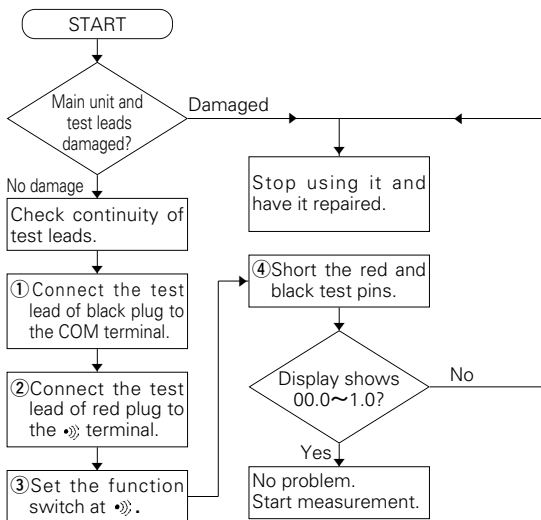 START
Main unit and
test leads
damaged?
Damaged
No damage
Stop using it and
have it repaired.
Check continuity of
test leads.
①Connect the test
lead of black plug to
the COM terminal.
②Connect the test
lead of red plug to
the •))) terminal.
③Set the function
switch at •))).
④Short the red and
black test pins.
Display shows
00.0~1.0?
No
Yes
No problem.
Start measurement.